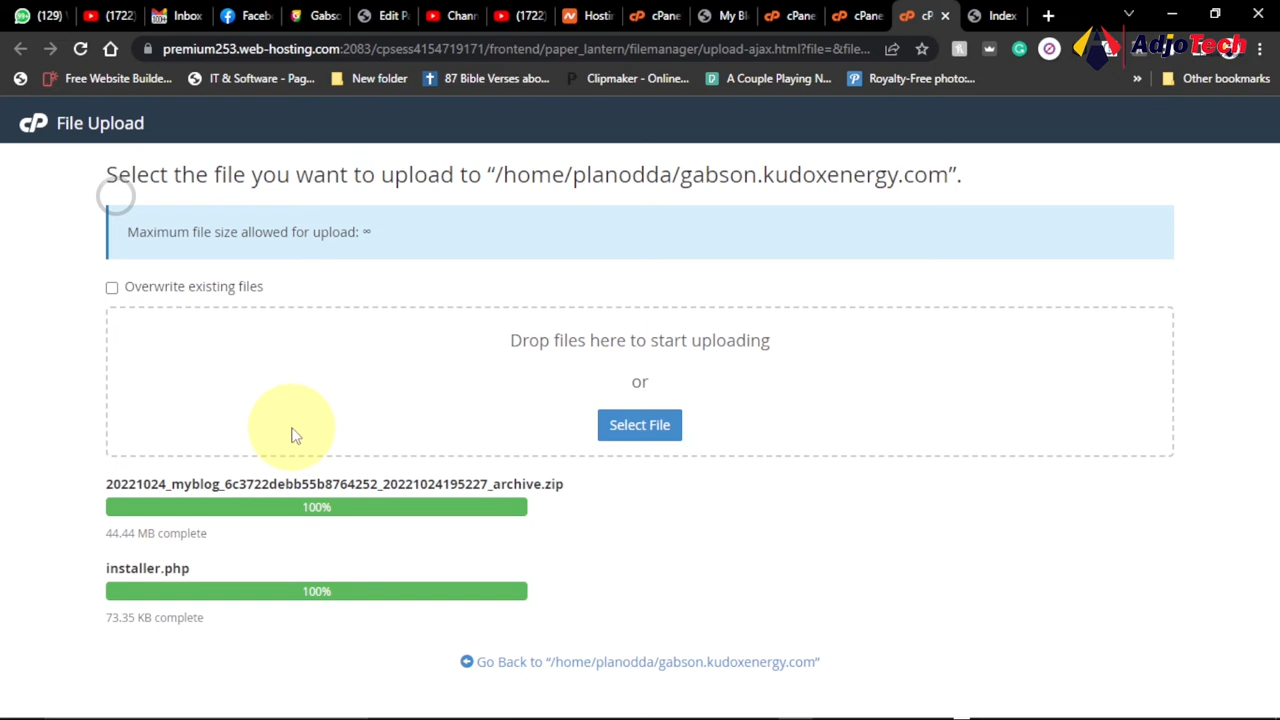 (129)
(1722)
Inbox
Faceb
Gabso
Edit P
Chann
(1722)
Hostin
cPane
My Bl
cPane
cPane
cP
Index
premium253.web-hosting.com:2083/cpsess4154719171/frontend/paper_lantern/filemanager/upload-ajax.html?file=&file...
AdjoTech
Free Website Builde...
IT & Software - Pag...
New folder
87 Bible Verses abo...
Clipmaker - Online...
A Couple Playing N...
Royalty-Free photo:...
»
Other bookmarks
cP File Upload
Select the file you want to upload to “/home/planodda/gabson.kudoxenergy.com”.
Maximum file size allowed for upload: ∞
Overwrite existing files
Drop files here to start uploading
or
Select File
20221024_myblog_6c3722debb55b8764252_20221024195227_archive.zip
100%
44.44 MB complete
installer.php
100%
73.35 KB complete
Go Back to “/home/planodda/gabson.kudoxenergy.com”